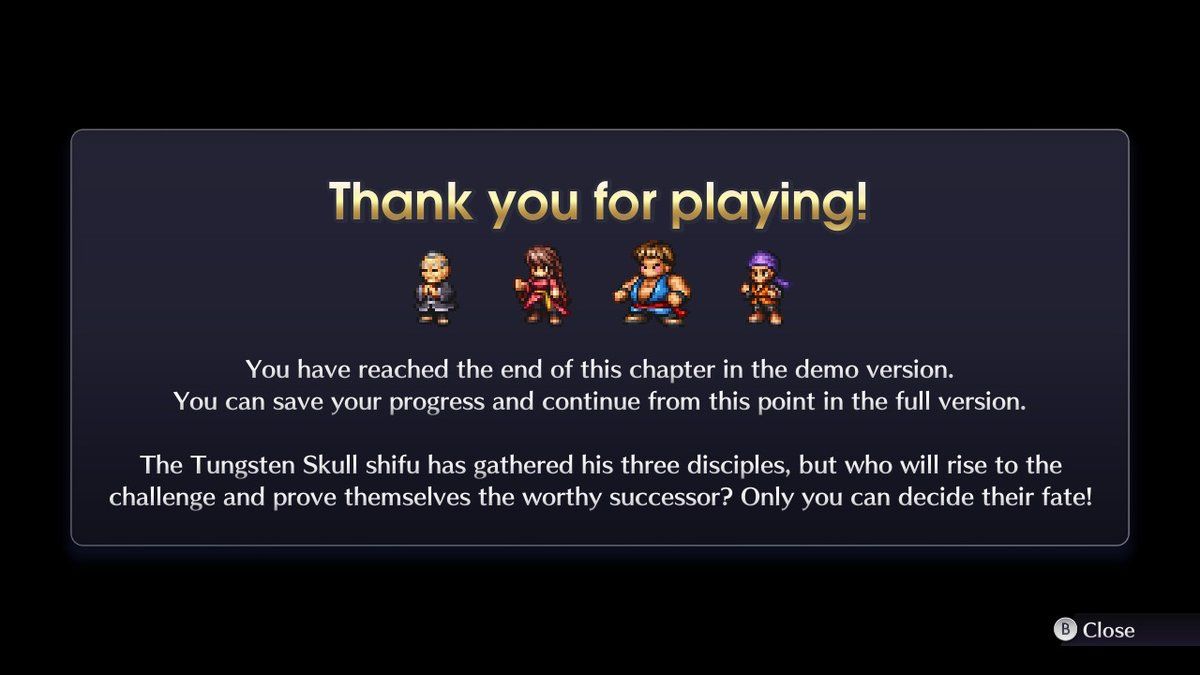 Thank you for playing!
You have reached the end of this chapter in the demo version.
You can save your progress and continue from this point in the full version.
The Tungsten Skull shifu has gathered his three disciples, but who will rise to the
challenge and prove themselves the worthy successor? Only you can decide their fate!
B Close